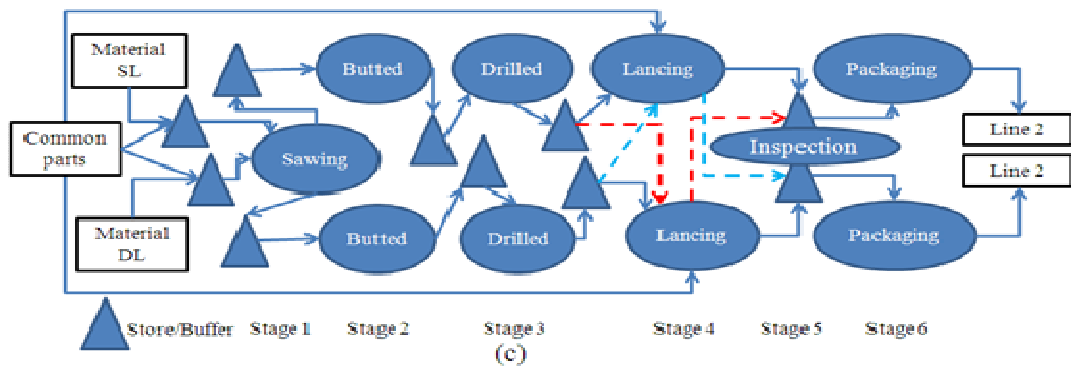 Material
SL
Butted
Drilled
Lancing
Packaging
Common
parts
Sawing
Inspection
Line 2
Line 2
Material
DL
Butted
Drilled
Lancing
Packaging
Store/Buffer
Stage 1
Stage 2
Stage 3
Stage 4
Stage 5
Stage 6
(c)